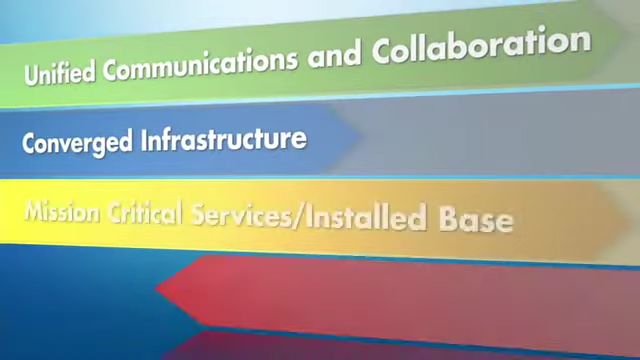 Unified Communications and Collaboration
Converged Infrastructure
Mission Critical Services/Installed Base